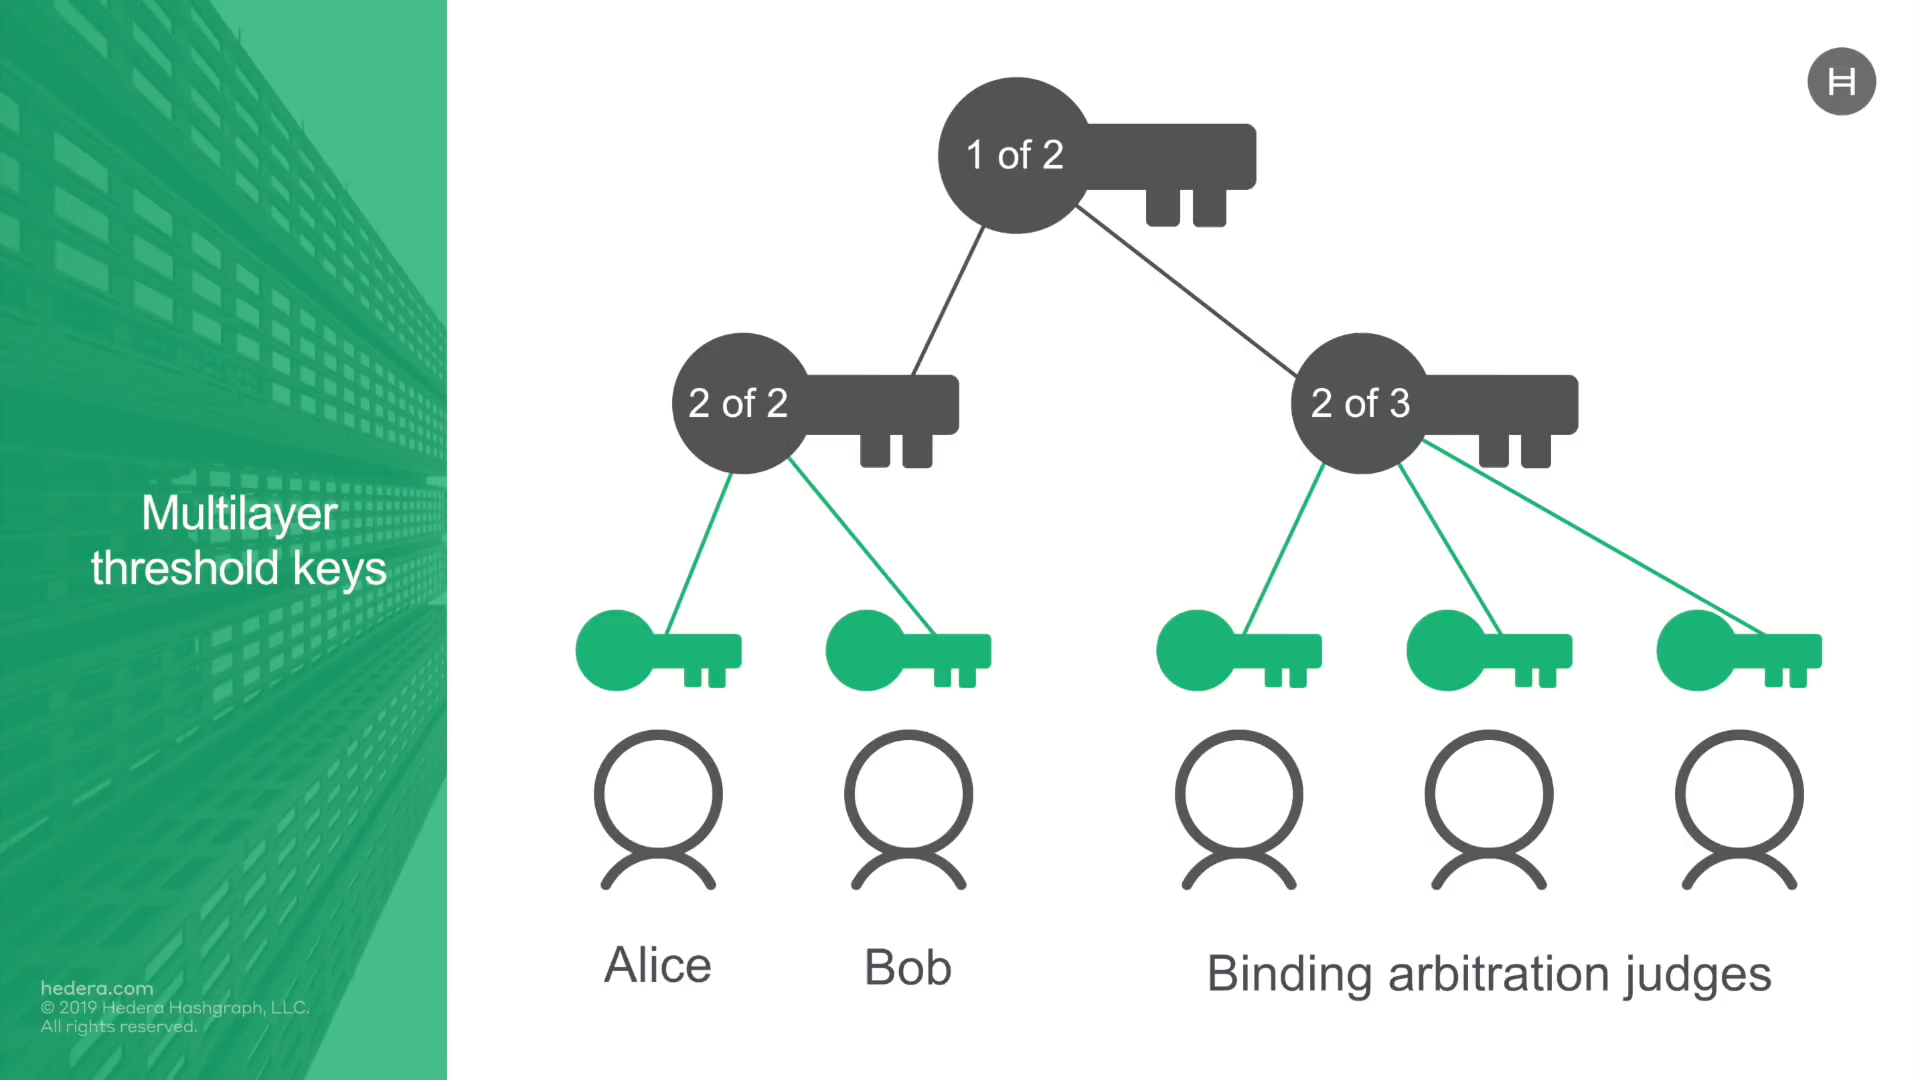 Multilayer
threshold keys
hedera.com
© 2019 Hedera Hashgraph, LLC.
All rights reserved.
H
1 of 2
2 of 2
2 of 3
Alice
Bob
Binding arbitration judges